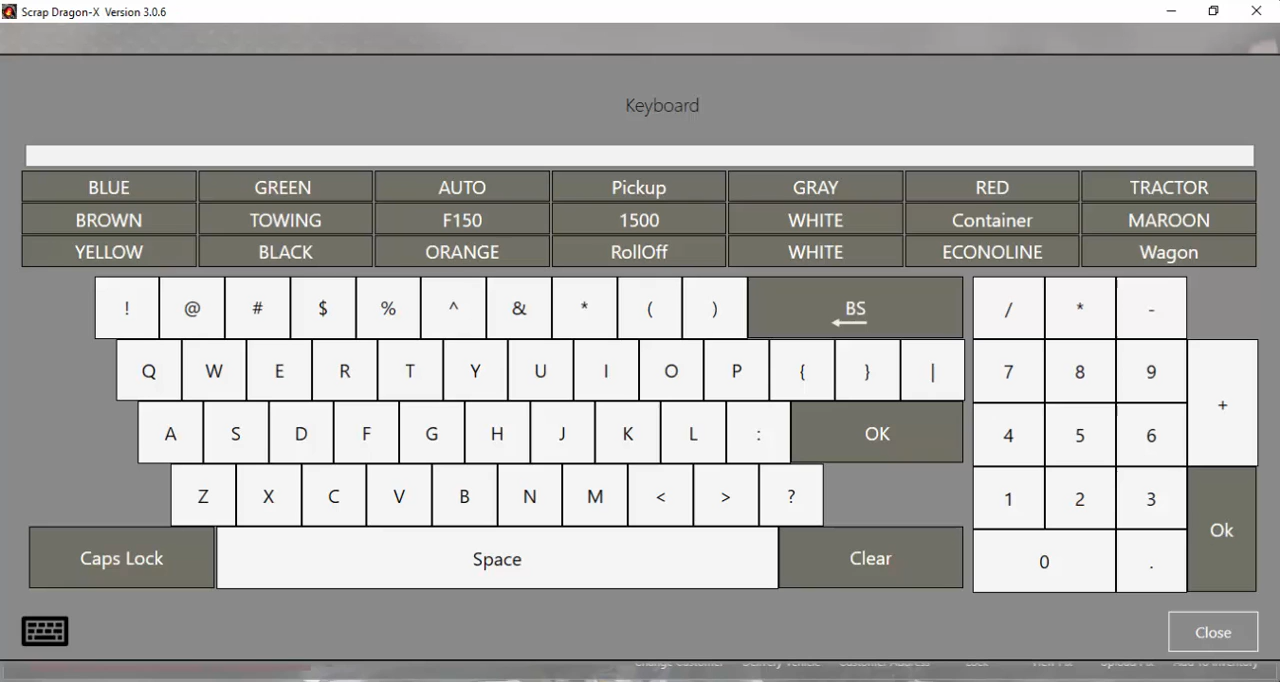 Scrap Dragon-X Version 3.0.6
Keyboard
BLUE GREEN AUTO Pickup GRAY RED TRACTOR
BROWN TOWING F150 1500 WHITE Container MAROON
YELLOW BLACK ORANGE RollOff WHITE ECONOLINE Wagon
! @ # $ % ^ & * ( ) BS / * -
Q W E R T Y U I O P { } | 7 8 9 +
A S D F G H J K L : OK 4 5 6
Z X C V B N M < > ? 1 2 3 Ok
Caps Lock Space Clear 0 .
Close